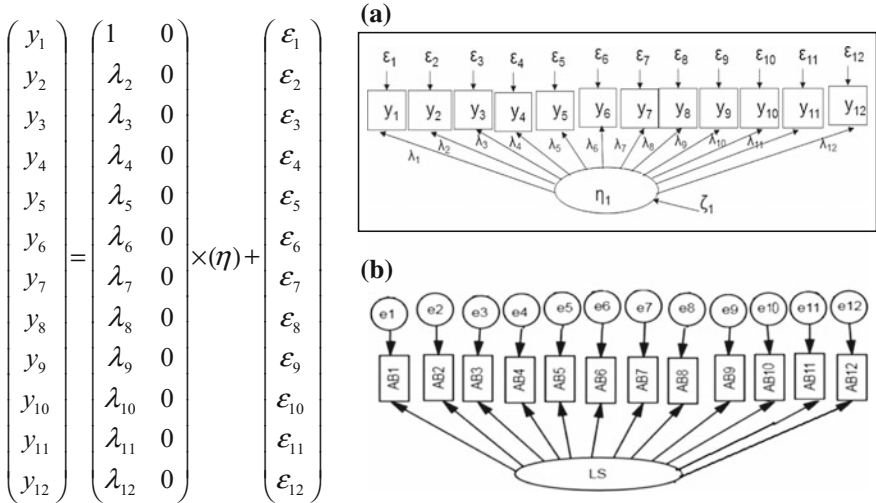 y₁ 1 0 ε₁
y₂ λ₂ 0 ε₂
y₃ λ₃ 0 ε₃
y₄ λ₄ 0 ε₄
y₅ λ₅ 0 ε₅
y₆ λ₆ 0 ε₆
= ×(η)+
y₇ λ₇ 0 ε₇
y₈ λ₈ 0 ε₈
y₉ λ₉ 0 ε₉
y₁₀ λ₁₀ 0 ε₁₀
y₁₁ λ₁₁ 0 ε₁₁
y₁₂ λ₁₂ 0 ε₁₂
(a)
ε₁ ε₂ ε₃ ε₄ ε₅ ε₆ ε₇ ε₈ ε₉ ε₁₀ ε₁₁ ε₁₂
y₁ y₂ y₃ y₄ y₅ y₆ y₇ y₈ y₉ y₁₀ y₁₁ y₁₂
λ₁ λ₂ λ₃ λ₄ λ₅ λ₆ λ₇ λ₈ λ₉ λ₁₀ λ₁₁ λ₁₂
η₁
ζ₁
(b)
e1 e2 e3 e4 e5 e6 e7 e8 e9 e10 e11 e12
AB1 AB2 AB3 AB4 AB5 AB6 AB7 AB8 AB9 AB10 AB11 AB12
LS